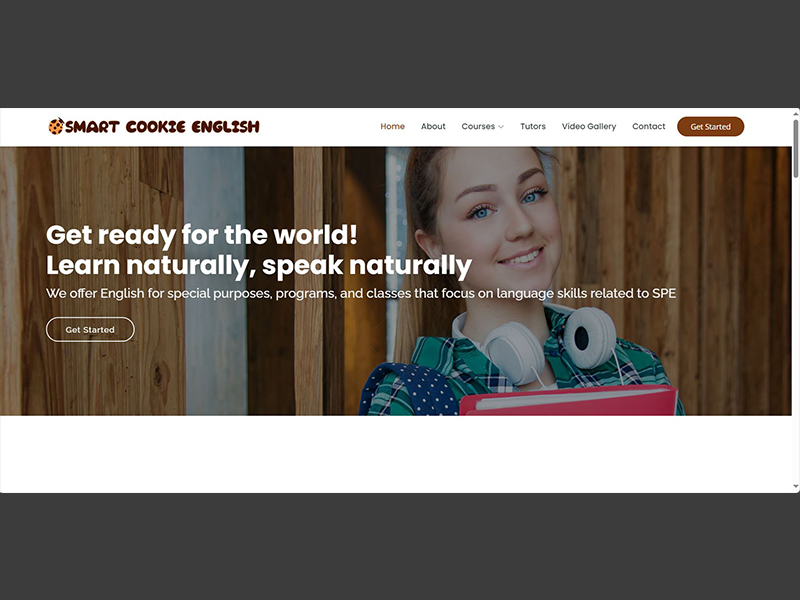 SMART COOKIE ENGLISH
Home About Courses Tutors Video Gallery Contact Get Started
Get ready for the world!
Learn naturally, speak naturally
We offer English for special purposes, programs, and classes that focus on language skills related to SPE
Get Started